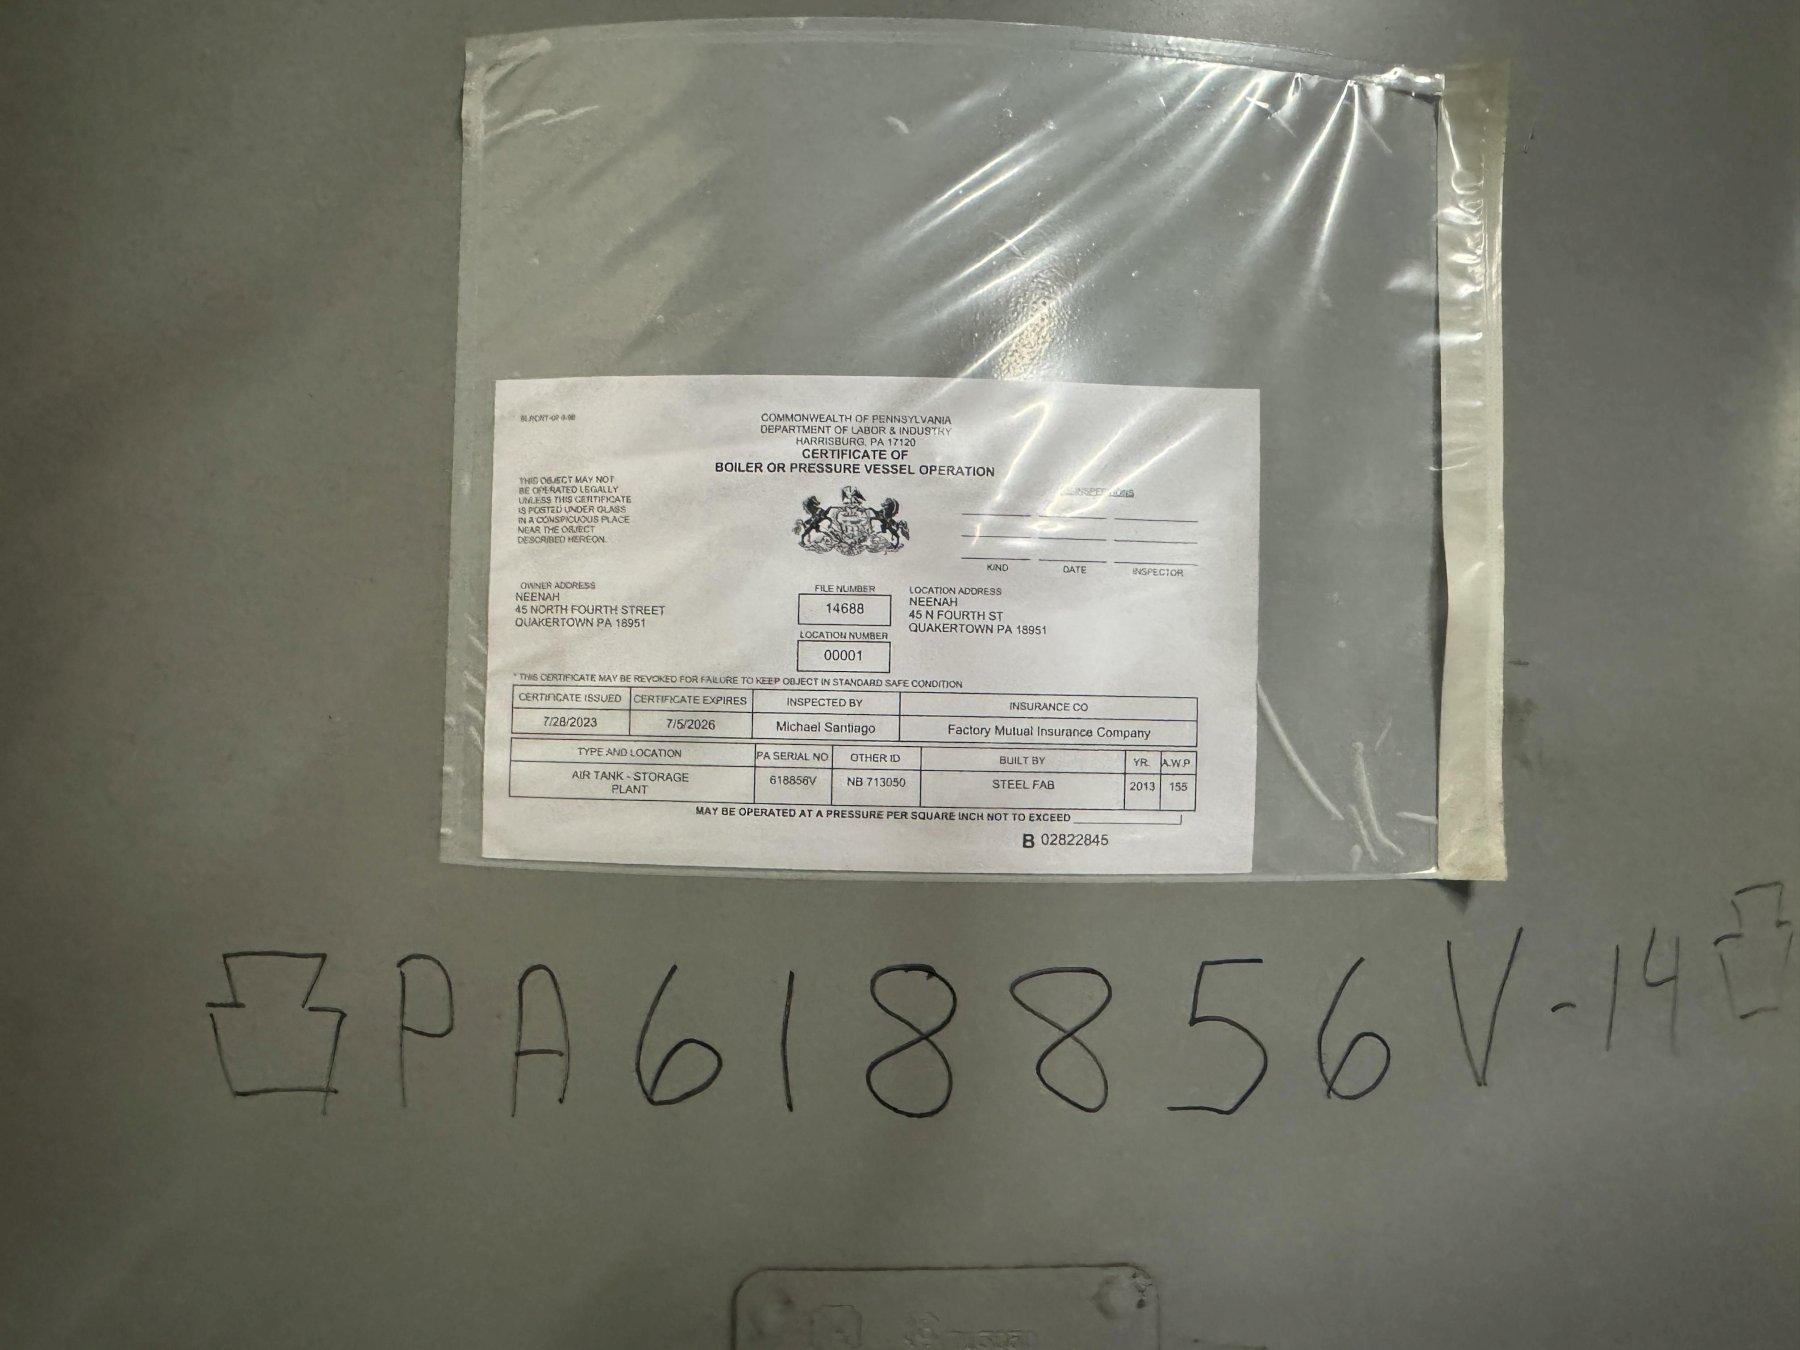 COMMONWEALTH OF PENNSYLVANIA
DEPARTMENT OF LABOR & INDUSTRY
HARRISBURG, PA 17120
CERTIFICATE OF
BOILER OR PRESSURE VESSEL OPERATION
THIS OBJECT MAY NOT
BE OPERATED LEGALLY
UNLESS THIS CERTIFICATE
IS POSTED UNDER GLASS
IN A CONSPICUOUS PLACE
NEAR THE OBJECT
DESCRIBED HEREON.
KIND DATE INSPECTOR
OWNER ADDRESS
NEENAH
45 NORTH FOURTH STREET
QUAKERTOWN PA 18951
FILE NUMBER
14688
LOCATION NUMBER
00001
LOCATION ADDRESS
NEENAH
45 N FOURTH ST
QUAKERTOWN PA 18951
* THIS CERTIFICATE MAY BE REVOKED FOR FAILURE TO KEEP OBJECT IN STANDARD SAFE CONDITION
CERTIFICATE ISSUED CERTIFICATE EXPIRES INSPECTED BY INSURANCE CO
7/28/2023 7/5/2026 Michael Santiago Factory Mutual Insurance Company
TYPE AND LOCATION PA SERIAL NO OTHER ID BUILT BY YR. A.W.P
AIR TANK - STORAGE 618856V NB 713050 STEEL FAB 2013 155
PLANT
MAY BE OPERATED AT A PRESSURE PER SQUARE INCH NOT TO EXCEED
B 02822845
PA618856V-14